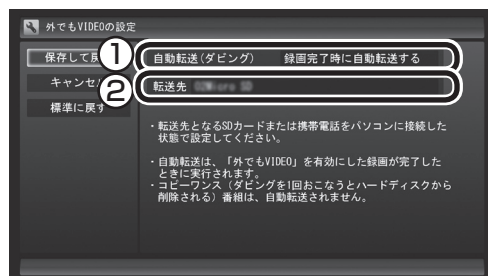 外でもVIDEOの設定
保存して戻
①
自動転送(ダビング) 録画完了時に自動転送する
キャンセ
②
転送先
標準に戻す
・転送先となるSDカードまたは携帯電話をパソコンに接続した
状態で設定してください。
・自動転送は、「外でもVIDEO」を有効にした録画が完了した
ときに実行されます。
・コピーワンス(ダビングを1回おこなうとハードディスクから
削除される)番組は、自動転送されません。